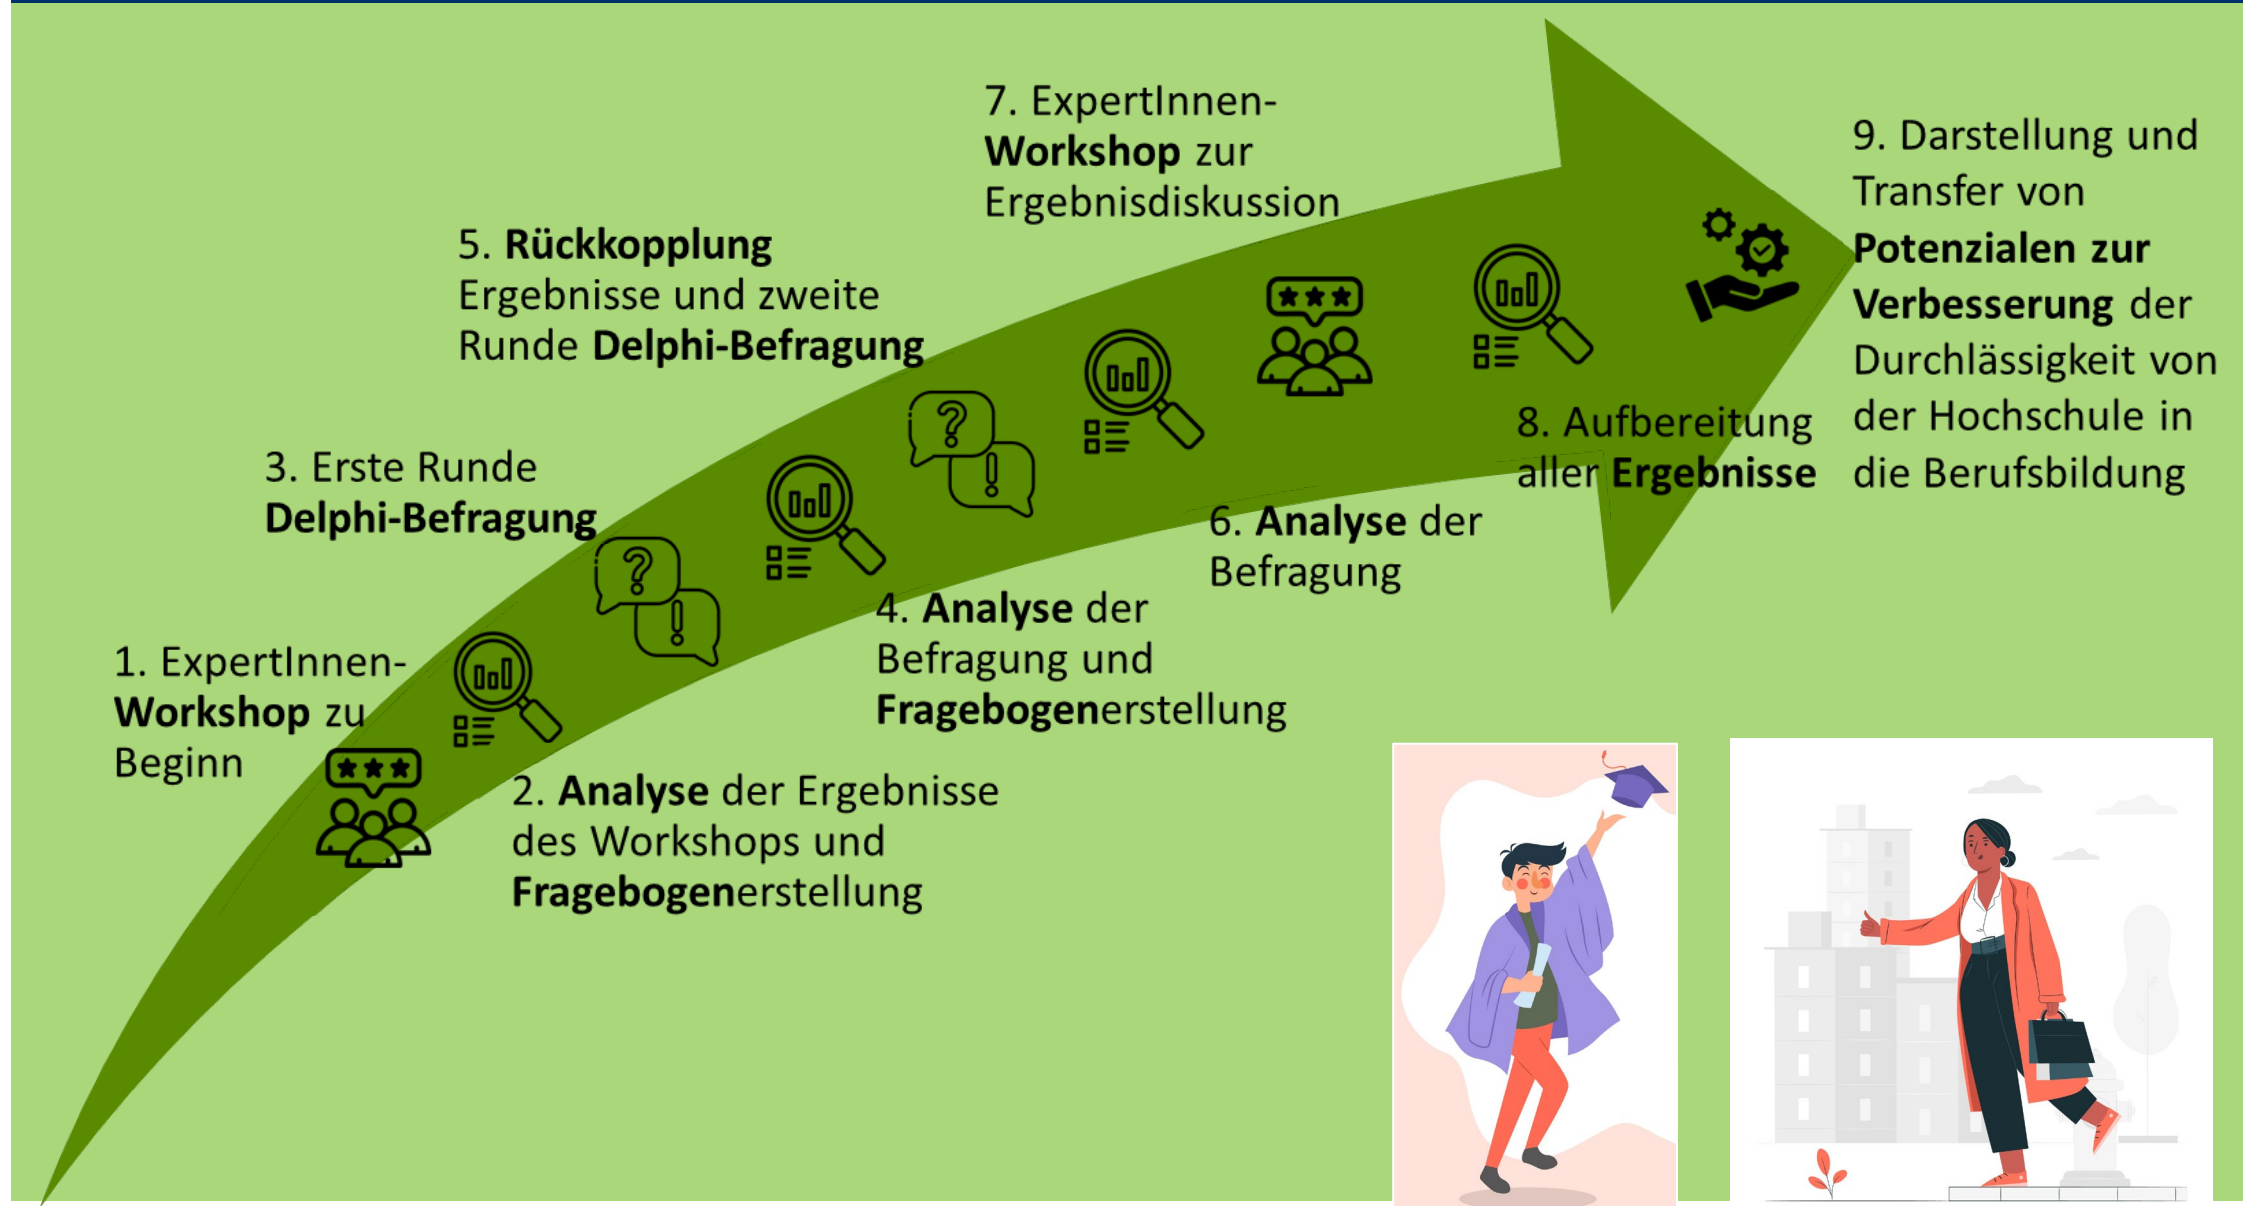 1. ExpertInnen-
Workshop zu
Beginn
2. Analyse der Ergebnisse
des Workshops und
Fragebogenerstellung
3. Erste Runde
Delphi-Befragung
4. Analyse der
Befragung und
Fragebogenerstellung
5. Rückkopplung
Ergebnisse und zweite
Runde Delphi-Befragung
6. Analyse der
Befragung
7. ExpertInnen-
Workshop zur
Ergebnisdiskussion
8. Aufbereitung
aller Ergebnisse
9. Darstellung und
Transfer von
Potenzialen zur
Verbesserung der
Durchlässigkeit von
der Hochschule in
die Berufsbildung